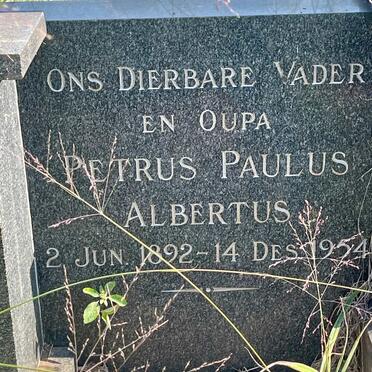 ONS DIERBARE VADER
EN OUPA
PETRUS PAULUS
ALBERTUS
2 JUN. 1892 – 14 DES. 1954